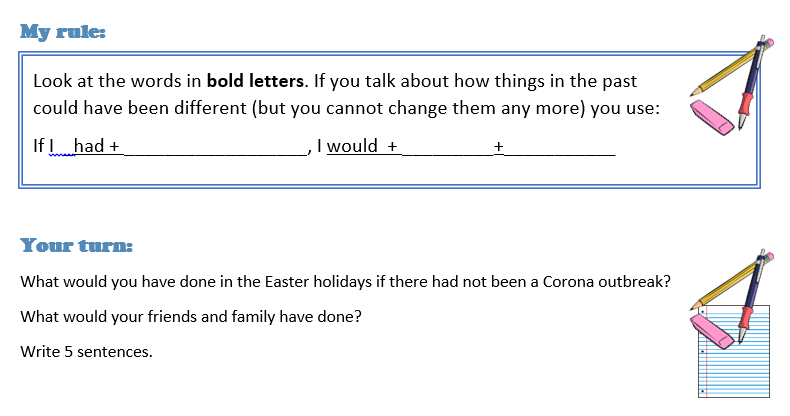 My rule:
Look at the words in bold letters. If you talk about how things in the past
could have been different (but you cannot change them any more) you use:
If I __had +___________________, I would +_________+___________
Your turn:
What would you have done in the Easter holidays if there had not been a Corona outbreak?
What would your friends and family have done?
Write 5 sentences.